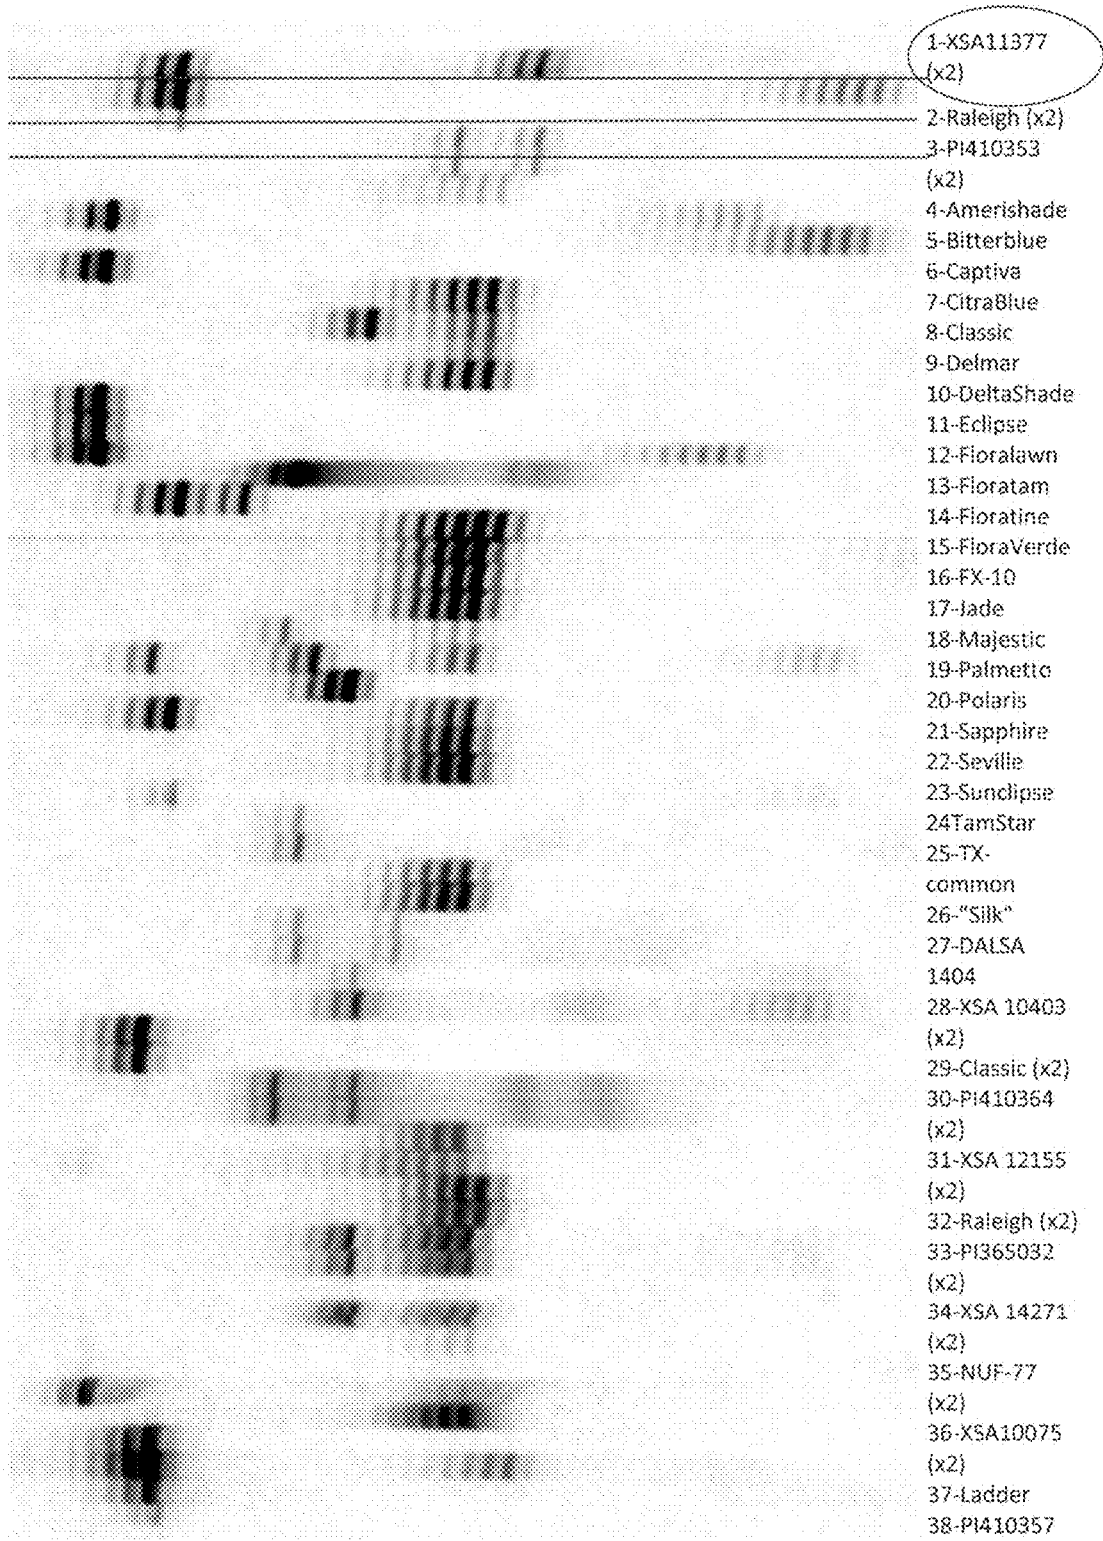 1-XSA11377
(x2)
2-Raleigh (x2)
3-PI410353
(x2)
4-Amerishade
5-Bitterblue
6-Captiva
7-CitraBlue
8-Classic
9-Delmar
10-DeltaShade
11-Eclipse
12-Floralawn
13-Floratam
14-Floratine
15-FloraVerde
16-FX-10
17-Jade
18-Majestic
19-Palmetto
20-Polaris
21-Sapphire
22-Seville
23-Sunclipse
24TamStar
25-TX-
common
26-"Silk"
27-DALSA
1404
28-XSA 10403
(x2)
29-Classic (x2)
30-PI410364
(x2)
31-XSA 12155
(x2)
32-Raleigh (x2)
33-PI365032
(x2)
34-XSA 14271
(x2)
35-NUF-77
(x2)
36-XSA10075
(x2)
37-Ladder
38-PI410357